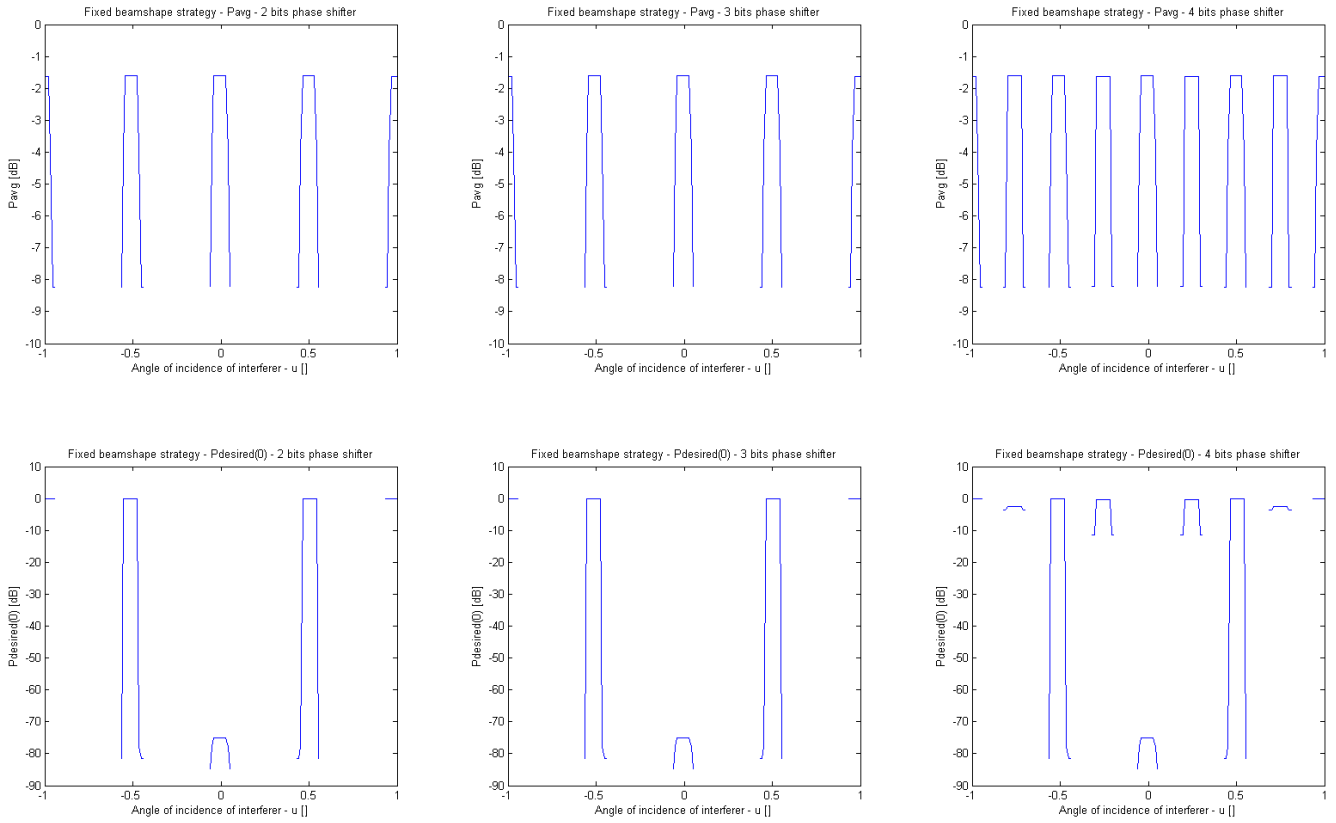 Fixed beamshape strategy - Pavg - 2 bits phase shifter
0
-1
-2
-3
-4
-5
-6
-7
-8
-9
-10
Pavg [dB]
-1 -0.5 0 0.5 1
Angle of incidence of interferer - u []
Fixed beamshape strategy - Pavg - 3 bits phase shifter
0
-1
-2
-3
-4
-5
-6
-7
-8
-9
-10
Pavg [dB]
-1 -0.5 0 0.5 1
Angle of incidence of interferer - u []
Fixed beamshape strategy - Pavg - 4 bits phase shifter
0
-1
-2
-3
-4
-5
-6
-7
-8
-9
-10
Pavg [dB]
-1 -0.5 0 0.5 1
Angle of incidence of interferer - u []
Fixed beamshape strategy - Pdesired(0) - 2 bits phase shifter
10
0
-10
-20
-30
-40
-50
-60
-70
-80
-90
Pdesired(0) [dB]
-1 -0.5 0 0.5 1
Angle of incidence of interferer - u []
Fixed beamshape strategy - Pdesired(0) - 3 bits phase shifter
10
0
-10
-20
-30
-40
-50
-60
-70
-80
-90
Pdesired(0) [dB]
-1 -0.5 0 0.5 1
Angle of incidence of interferer - u []
Fixed beamshape strategy - Pdesired(0) - 4 bits phase shifter
10
0
-10
-20
-30
-40
-50
-60
-70
-80
-90
Pdesired(0) [dB]
-1 -0.5 0 0.5 1
Angle of incidence of interferer - u []